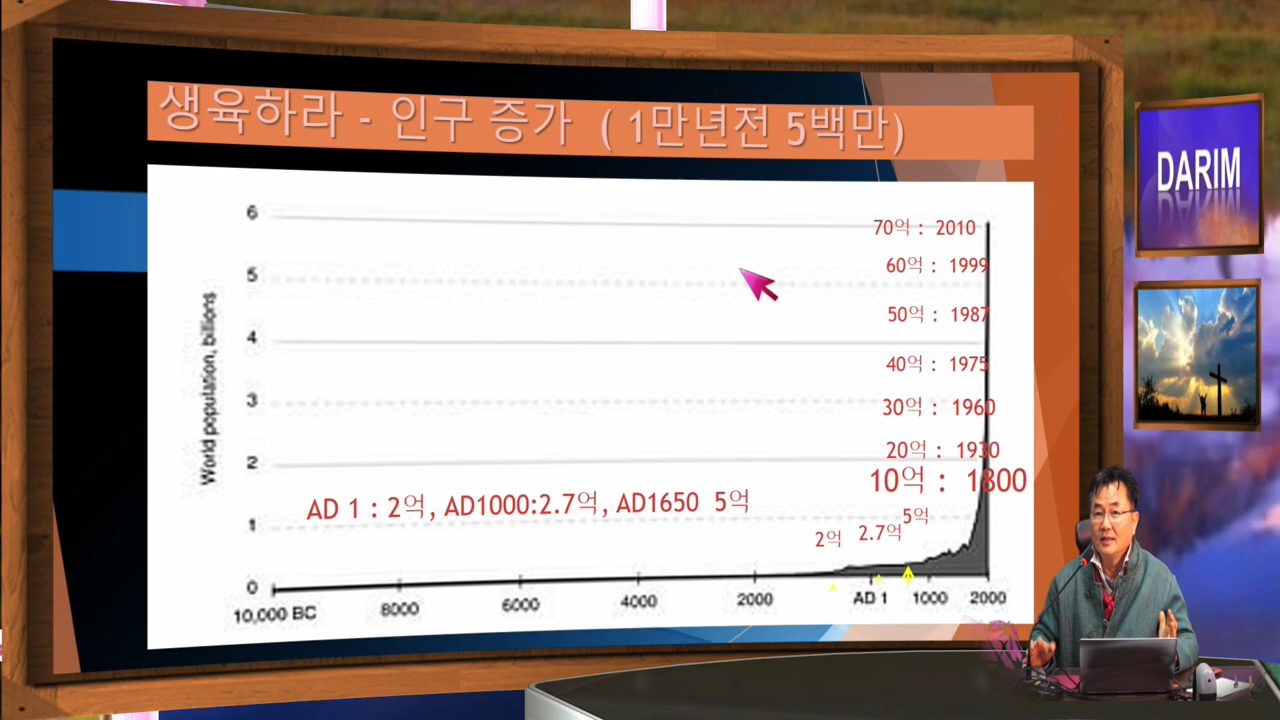 생육하라 - 인구 증가 ( 1만년전 5백만)
DARIM
6
70억 : 2010
60억 : 1999
5
50억 : 1987
4
40억 : 1975
World population, billions
3
30억 : 1960
20억 : 1930
2
10억 : 1800
AD 1 : 2억, AD1000:2.7억, AD1650 5억
1
2억 2.7억 5억
0
10,000 BC 8000 6000 4000 2000 AD 1 1000 2000